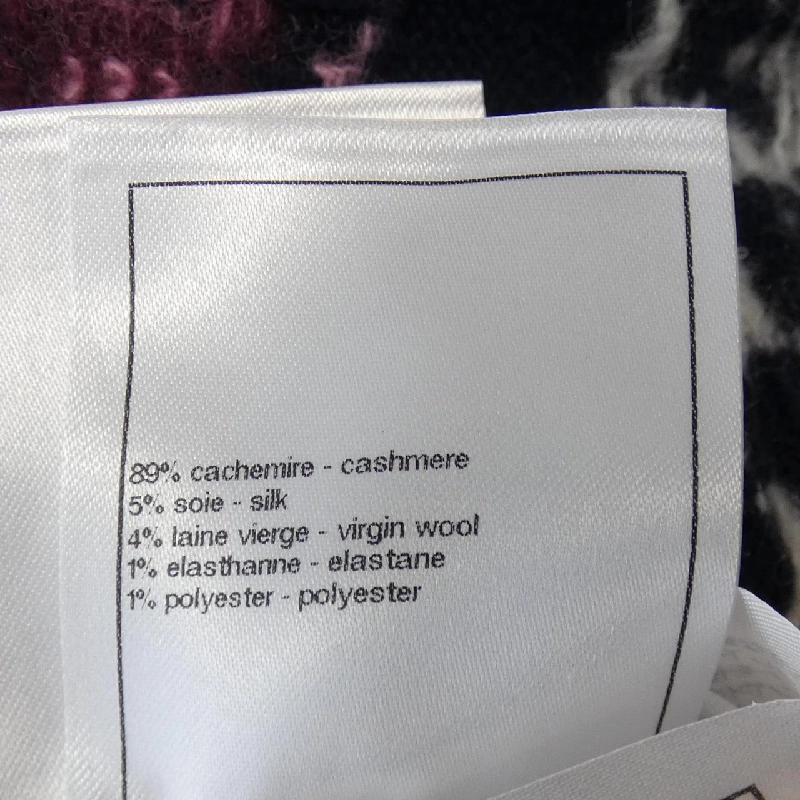 89% cachemire - cashmere
5% soie - silk
4% laine vierge - virgin wool
1% elasthanne - elastane
1% polyester - polyester